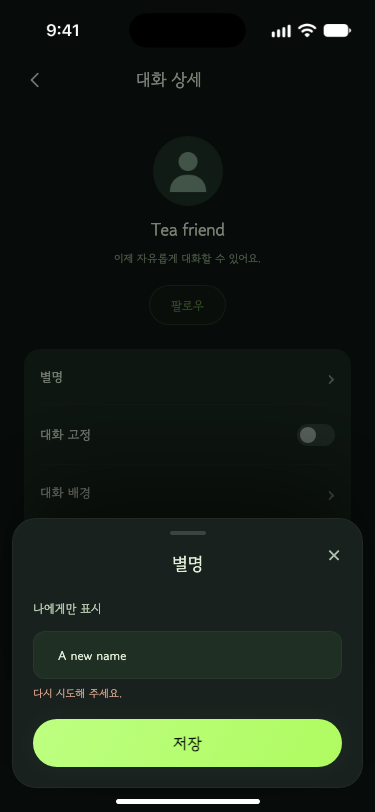 9:41
대화 상세
Tea friend
이제 자유롭게 대화할 수 있어요.
팔로우
별명
대화 고정
대화 배경
별명
나에게만 표시
A new name
다시 시도해 주세요.
저장